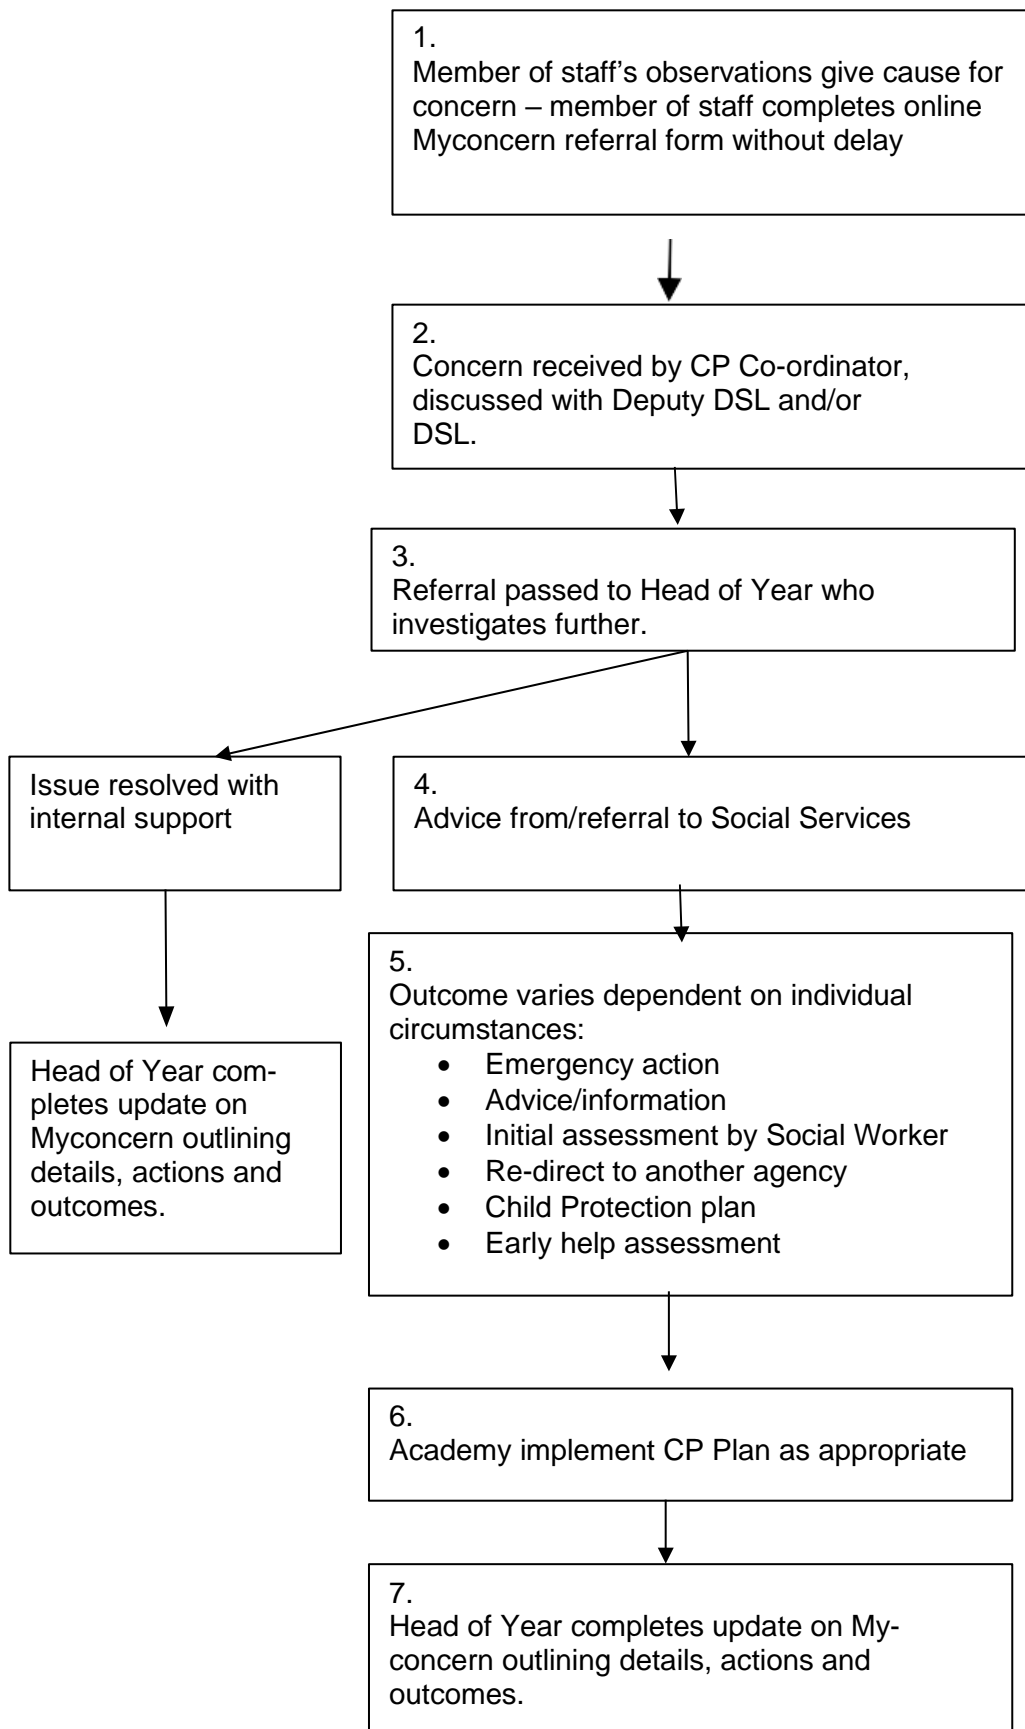 1.
Member of staff's observations give cause for
concern – member of staff completes online
Myconcern referral form without delay
2.
Concern received by CP Co-ordinator,
discussed with Deputy DSL and/or
DSL.
3.
Referral passed to Head of Year who
investigates further.
Issue resolved with
internal support
Head of Year com-
pletes update on
Myconcern outlining
details, actions and
outcomes.
4.
Advice from/referral to Social Services
5.
Outcome varies dependent on individual
circumstances:
• Emergency action
• Advice/information
• Initial assessment by Social Worker
• Re-direct to another agency
• Child Protection plan
• Early help assessment
6.
Academy implement CP Plan as appropriate
7.
Head of Year completes update on My-
concern outlining details, actions and
outcomes.